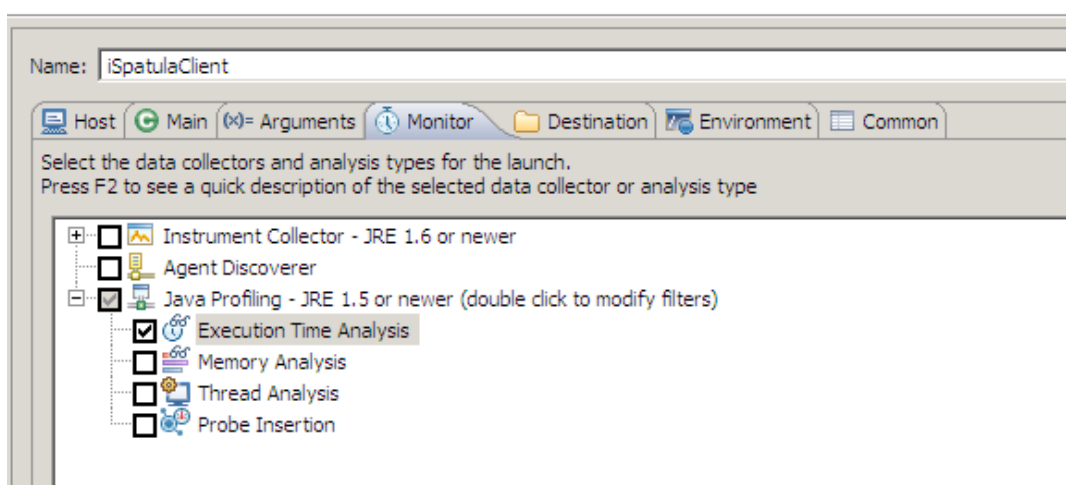 Name: iSpatulaClient
Host Main (x)= Arguments Monitor Destination Environment Common
Select the data collectors and analysis types for the launch.
Press F2 to see a quick description of the selected data collector or analysis type
Instrument Collector - JRE 1.6 or newer
Agent Discoverer
Java Profiling - JRE 1.5 or newer (double click to modify filters)
Execution Time Analysis
Memory Analysis
Thread Analysis
Probe Insertion